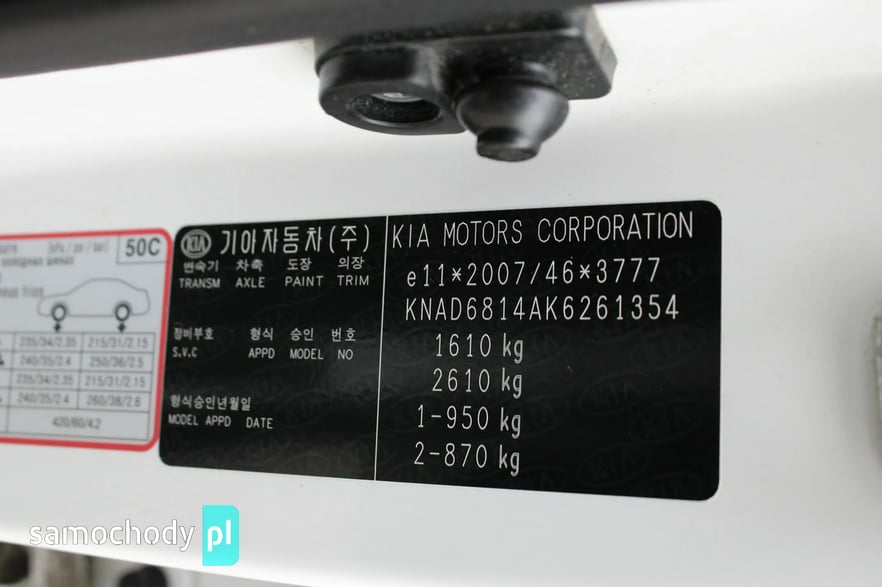 50C
235/34/2.35 215/31/2.15
240/35/2.4 250/36/2.5
235/34/2.35 215/31/2.15
240/35/2.4 260/38/2.6
420/60/4.2
KIA 기아자동차(주)
변속기 차축 도장 의장
TRANSM AXLE PAINT TRIM
정비부호 형식 승인 번호
S.V.C APPD MODEL NO
형식승인년월일
MODEL APPD DATE
KIA MOTORS CORPORATION
e11*2007/46*3777
KNAD6814AK6261354
1610 kg
2610 kg
1-950 kg
2-870 kg
samochody pl